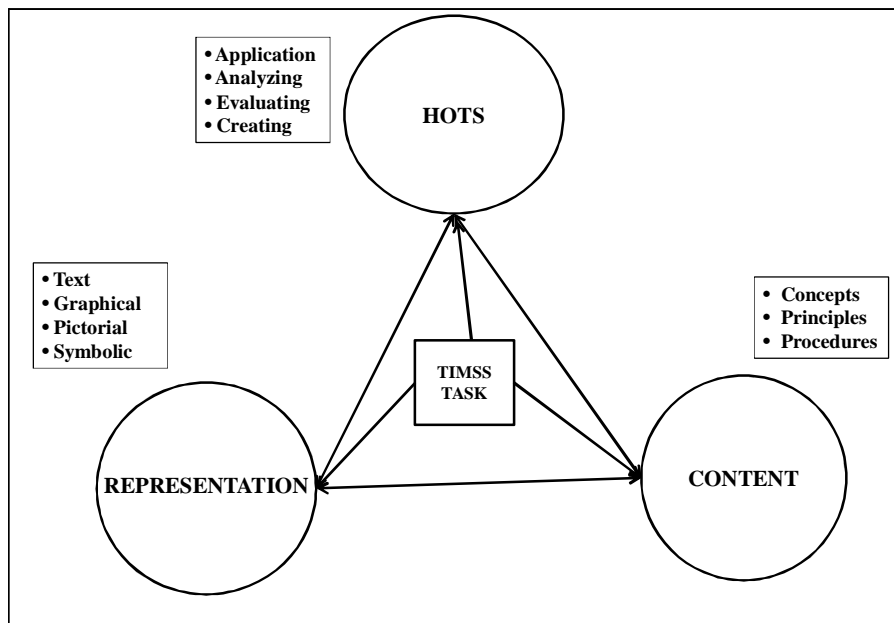 • Application
• Analyzing
• Evaluating
• Creating
HOTS
• Text
• Graphical
• Pictorial
• Symbolic
• Concepts
• Principles
• Procedures
TIMSS
TASK
REPRESENTATION
CONTENT